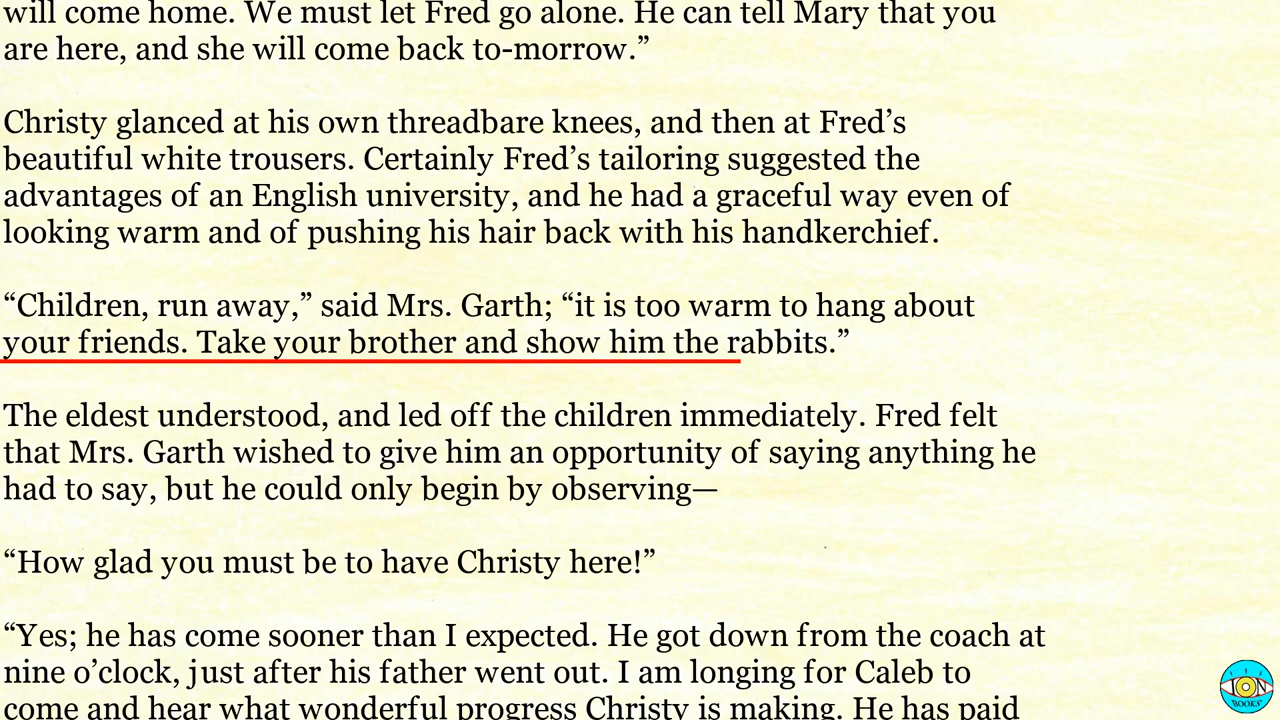 will come home. We must let Fred go alone. He can tell Mary that you
are here, and she will come back to-morrow.”
Christy glanced at his own threadbare knees, and then at Fred’s
beautiful white trousers. Certainly Fred’s tailoring suggested the
advantages of an English university, and he had a graceful way even of
looking warm and of pushing his hair back with his handkerchief.
“Children, run away,” said Mrs. Garth; “it is too warm to hang about
your friends. Take your brother and show him the rabbits.”
The eldest understood, and led off the children immediately. Fred felt
that Mrs. Garth wished to give him an opportunity of saying anything he
had to say, but he could only begin by observing—
“How glad you must be to have Christy here!”
“Yes; he has come sooner than I expected. He got down from the coach at
nine o’clock, just after his father went out. I am longing for Caleb to
come and hear what wonderful progress Christy is making. He has paid
ION
BOOKS